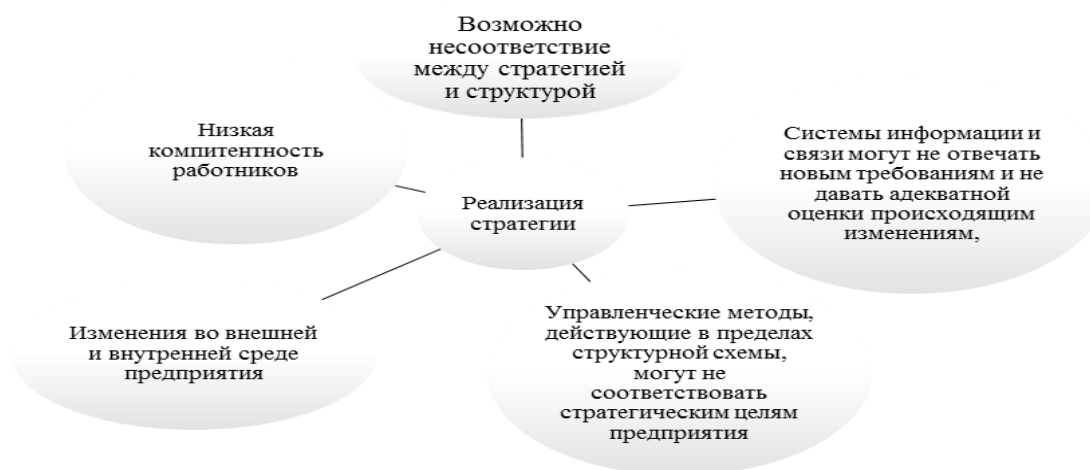 Возможно
несоответствие
между стратегией
и структурой
Низкая
компитентность
работников
Системы информации и
связи могут не отвечать
новым требованиям и не
давать адекватной
оценки происходящим
изменениям,
Реализация
стратегии
Изменения во внешней
и внутренней среде
предприятия
Управленческие методы,
действующие в пределах
структурной схемы,
могут не
соответствовать
стратегическим целям
предприятия